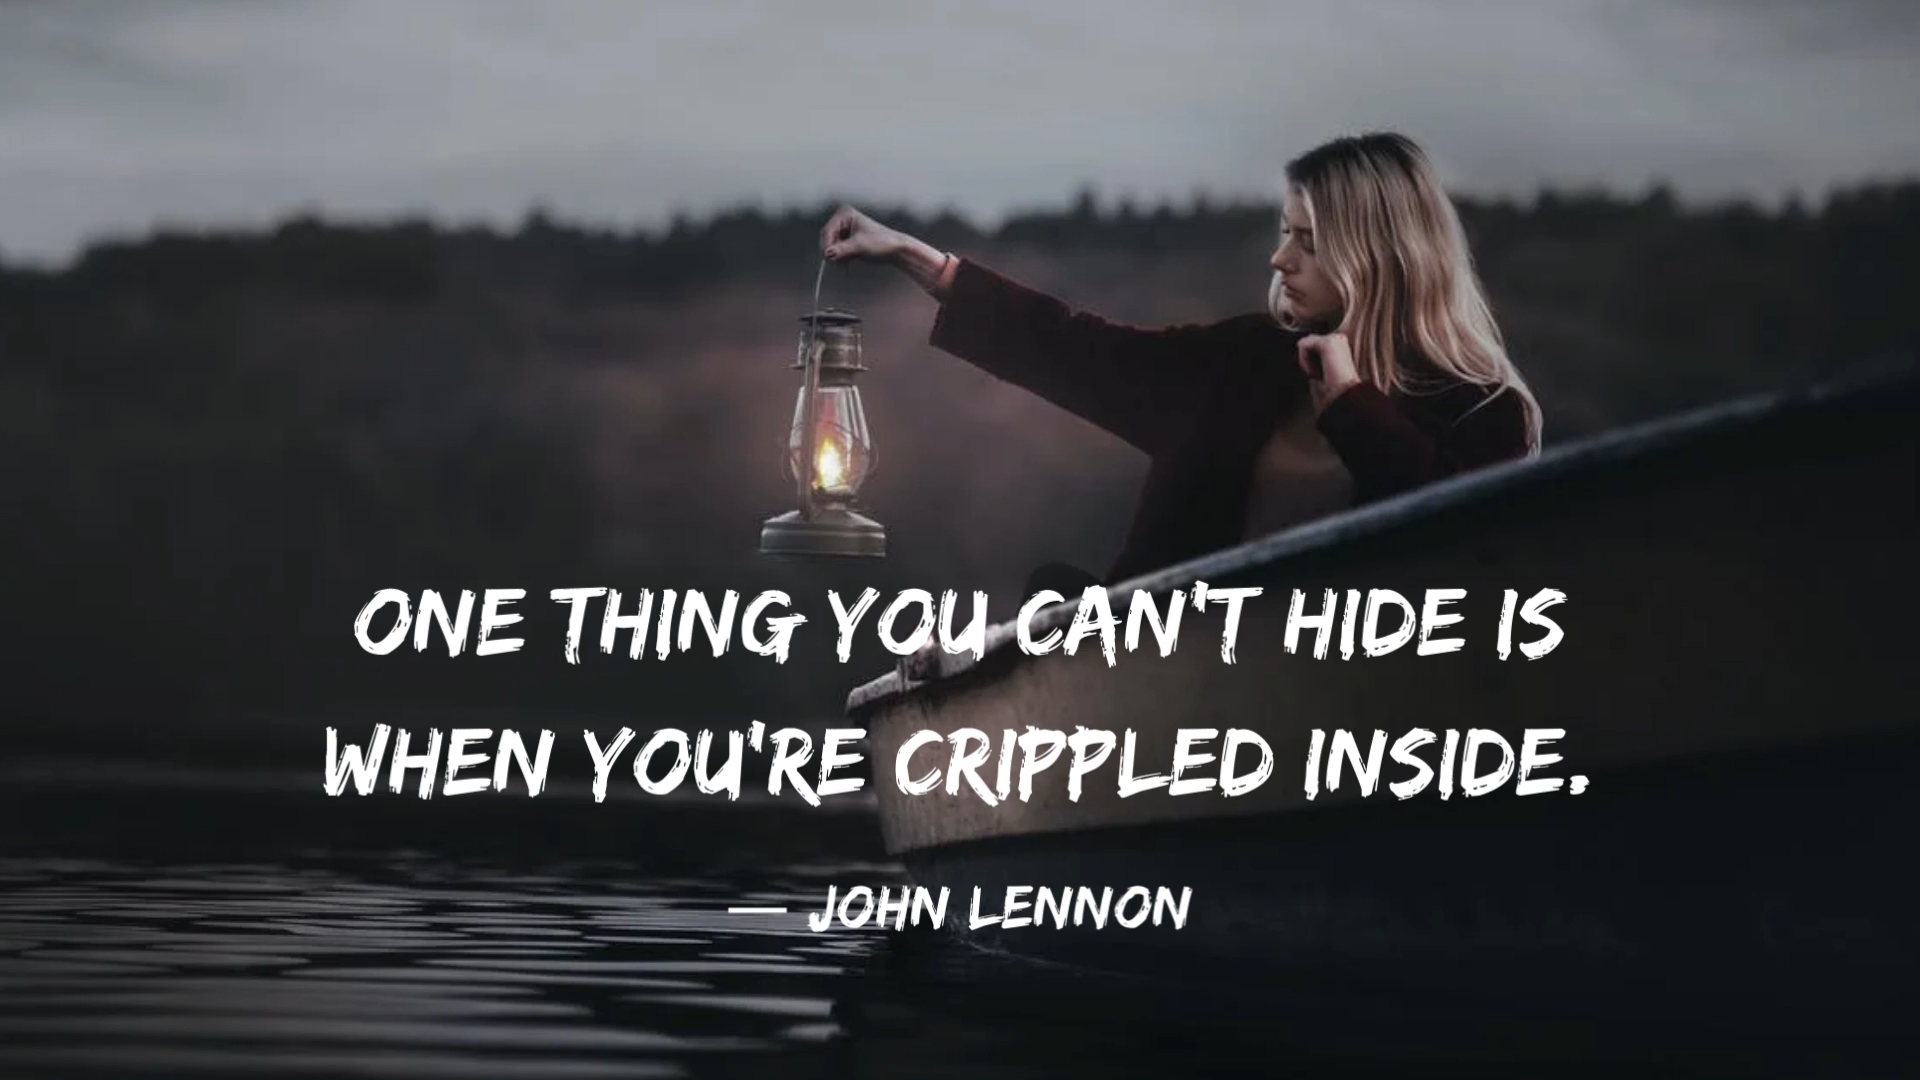 ONE THING YOU CAN'T HIDE IS
WHEN YOU'RE CRIPPLED INSIDE.
— JOHN LENNON